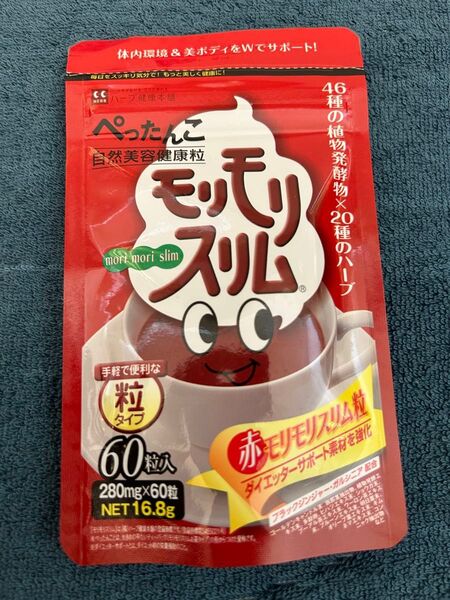 体内環境&美ボディをWでサポート!
毎日をスッキリ気分で!もっと美しく健康に!
ハーブ健康本舗
ぺったんこ
自然美容健康粒
モリモリ
スリム®
mori mori slim
46種の植物発酵物×20種のハーブ
手軽で便利な
粒
タイプ
60粒入
280mg×60粒
NET16.8g
赤モリモリスリム粒
ダイエッターサポート素材を強化
ブラックジンジャー・ガルシニア 配合